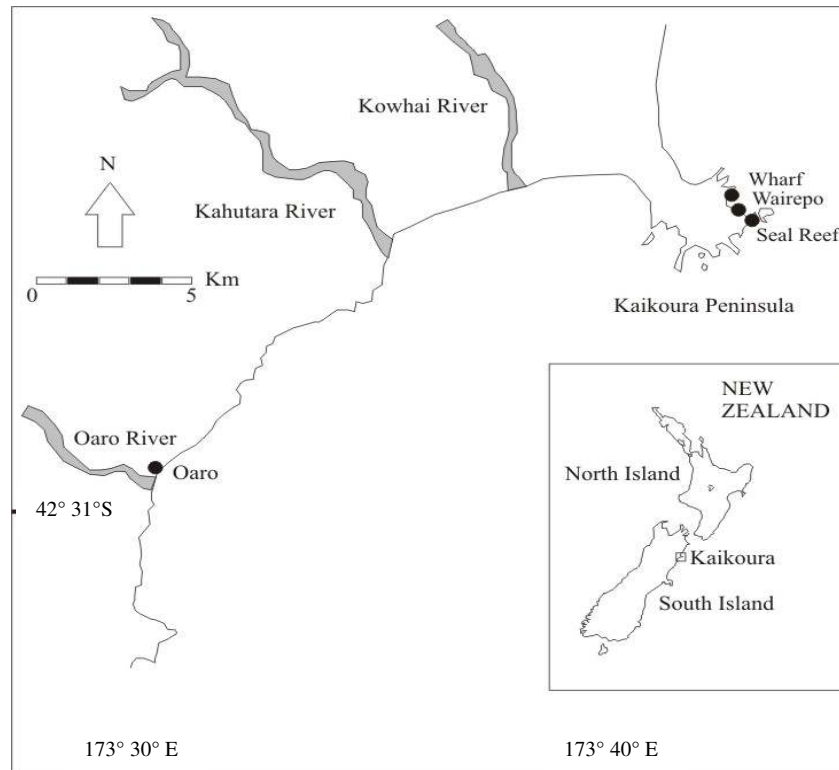 Kowhai River
N
Wharf
Wairepo
Seal Reef
Kahutara River
Km
0
5
Kaikoura Peninsula
NEW
ZEALAND
Oaro River
Oaro
North Island
42° 31°S
Kaikoura
South Island
173° 30° E
173° 40° E